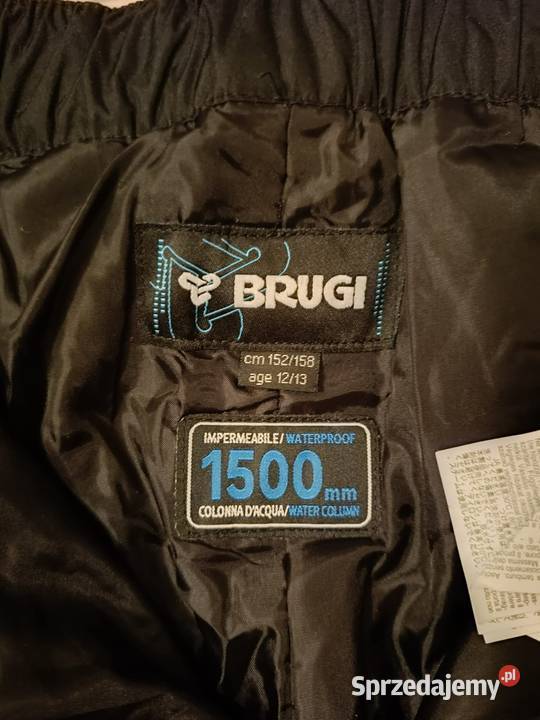 BRUGI
cm 152/158
age 12/13
IMPERMEABILE/WATERPROOF
1500mm
COLONNA D'ACQUA/WATER COLUMN
Sprzedajemy.pl